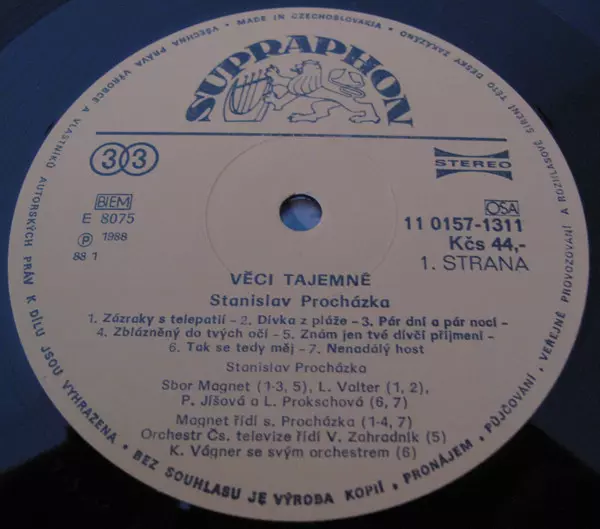 • MADE IN CZECHOSLOVAKIA •
VŠECHNA PRÁVA VÝROBCE A VLASTNÍKŮ AUTORSKÝCH PRÁV K DÍLU JSOU VYHRAZENA • BEZ SOUHLASU JE VÝROBA KOPIÍ, PRONÁJEM, PŮJČOVÁNÍ, VEŘEJNÉ PROVOZOVÁNÍ A ROZHLASOVÉ ŠÍŘENÍ TÉTO DESKY ZAKÁZÁNO
SUPRAPHON
33
STEREO
BIEM
OSA
E 8075
11 0157-1311
Ⓟ 1988
Kčs 44,-
88 1
1. STRANA
VĚCI TAJEMNÉ
Stanislav Procházka
1. Zázraky s telepatií – 2. Dívka z pláže – 3. Pár dní a pár nocí –
4. Zblázněný do tvých očí – 5. Znám jen tvé dívčí příjmení –
6. Tak se tedy měj – 7. Nenadálý host
Stanislav Procházka
Sbor Magnet (1-3, 5), L. Valter (1, 2),
P. Jíšová a L. Prokschová (6, 7)
Magnet řídí s. Procházka (1-4, 7)
Orchestr Čs. televize řídí V. Zahradník (5)
K. Vágner se svým orchestrem (6)